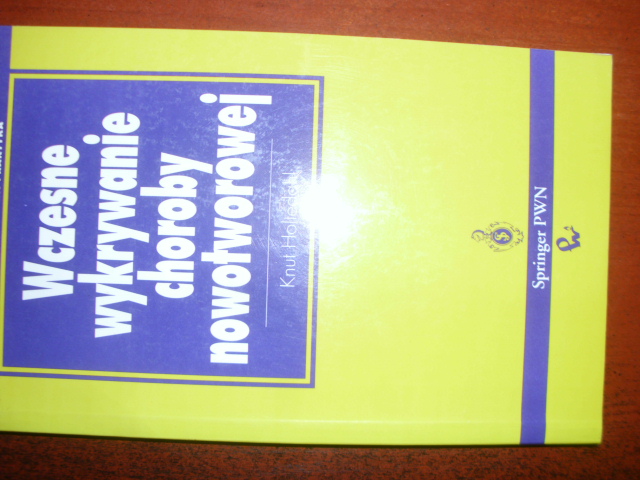 Wczesne
wykrywanie
choroby
nowotworowej
Knut
Springer PWN